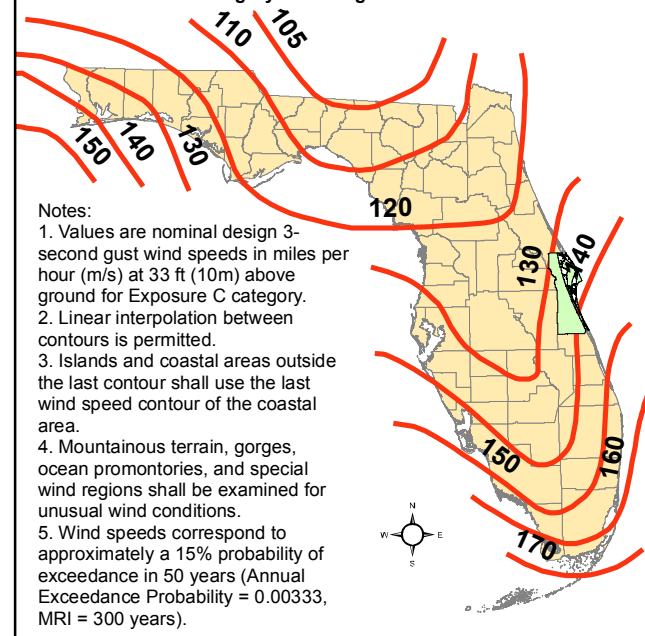 105
110
150
140
130
120
130
140
Notes:
1. Values are nominal design 3-
second gust wind speeds in miles per
hour (m/s) at 33 ft (10m) above
ground for Exposure C category.
2. Linear interpolation between
contours is permitted.
3. Islands and coastal areas outside
the last contour shall use the last
wind speed contour of the coastal
area.
4. Mountainous terrain, gorges,
ocean promontories, and special
wind regions shall be examined for
unusual wind conditions.
5. Wind speeds correspond to
approximately a 15% probability of
exceedance in 50 years (Annual
Exceedance Probability = 0.00333,
MRI = 300 years).
150
160
170
N
W E
S